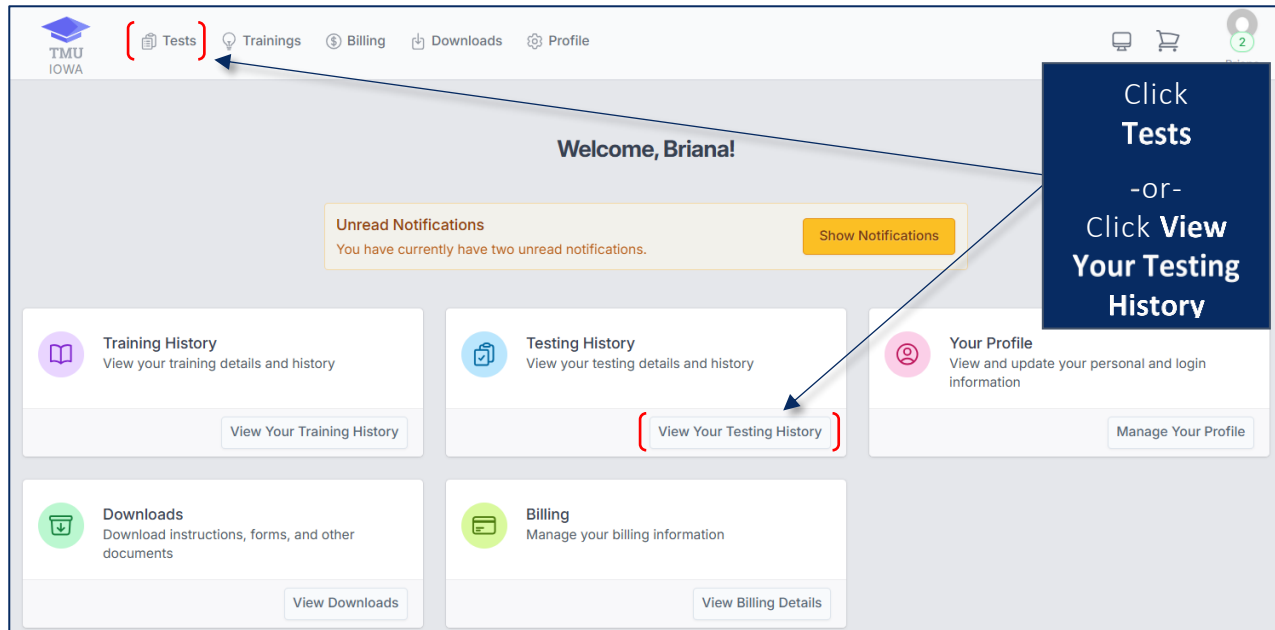 TMU
IOWA
Tests
Trainings
Billing
Downloads
Profile
2
Click
Tests
-or-
Click View
Your Testing
History
Welcome, Briana!
Unread Notifications
You have currently have two unread notifications.
Show Notifications
Training History
View your training details and history
View Your Training History
Testing History
View your testing details and history
View Your Testing History
Your Profile
View and update your personal and login
information
Manage Your Profile
Downloads
Download instructions, forms, and other
documents
View Downloads
Billing
Manage your billing information
View Billing Details